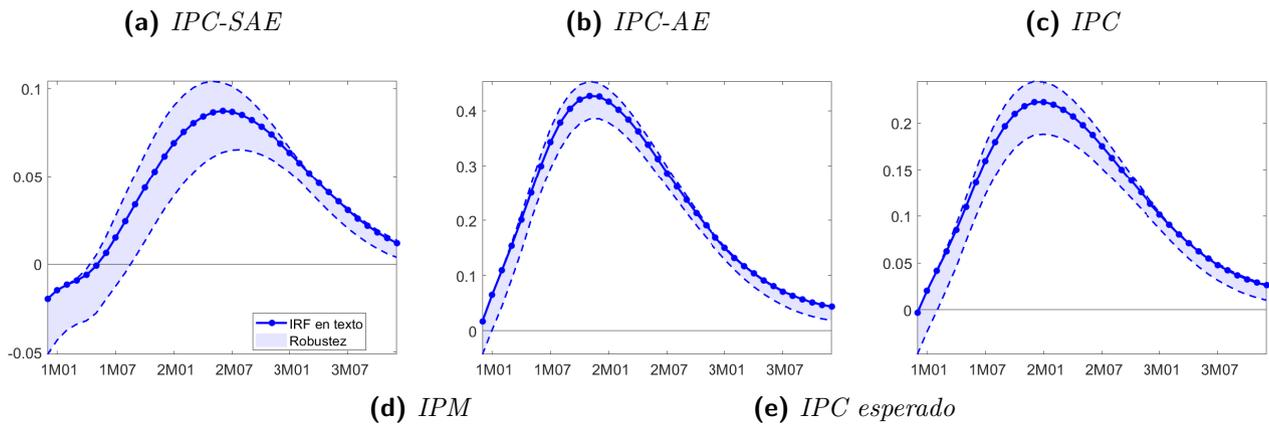 (a) IPC-SAE (b) IPC-AE (c) IPC
0.1
0.05
0
-0.05
1M01 1M07 2M01 2M07 3M01 3M07
IRF en texto
Robustez
0.4
0.3
0.2
0.1
0
1M01 1M07 2M01 2M07 3M01 3M07
0.2
0.15
0.1
0.05
0
1M01 1M07 2M01 2M07 3M01 3M07
(d) IPM (e) IPC esperado